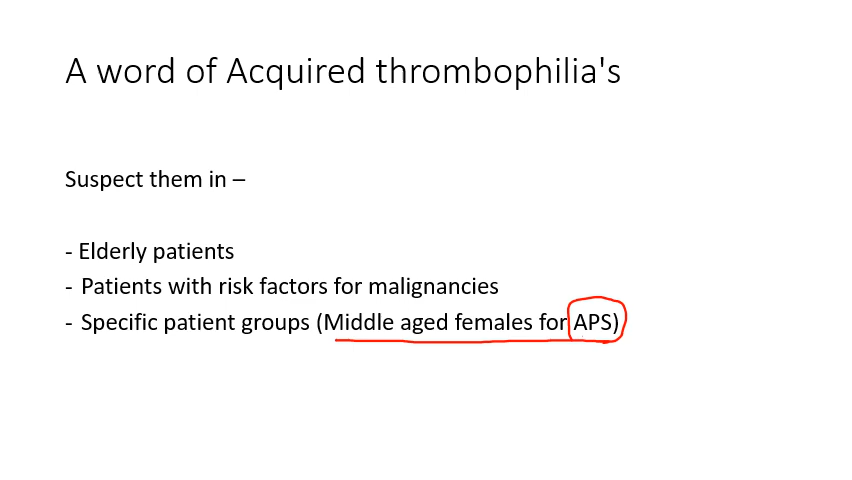 A word of Acquired thrombophilia's
Suspect them in –
- Elderly patients
- Patients with risk factors for malignancies
- Specific patient groups (Middle aged females for APS)